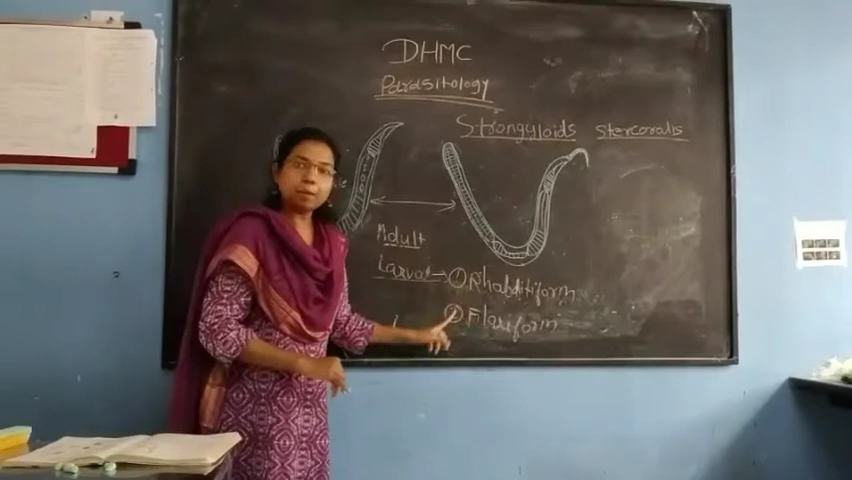 DHMC
Parasitology
Strongyloids Stercoralis
Adult
Larva → ① Rhabditiform
② Filariform